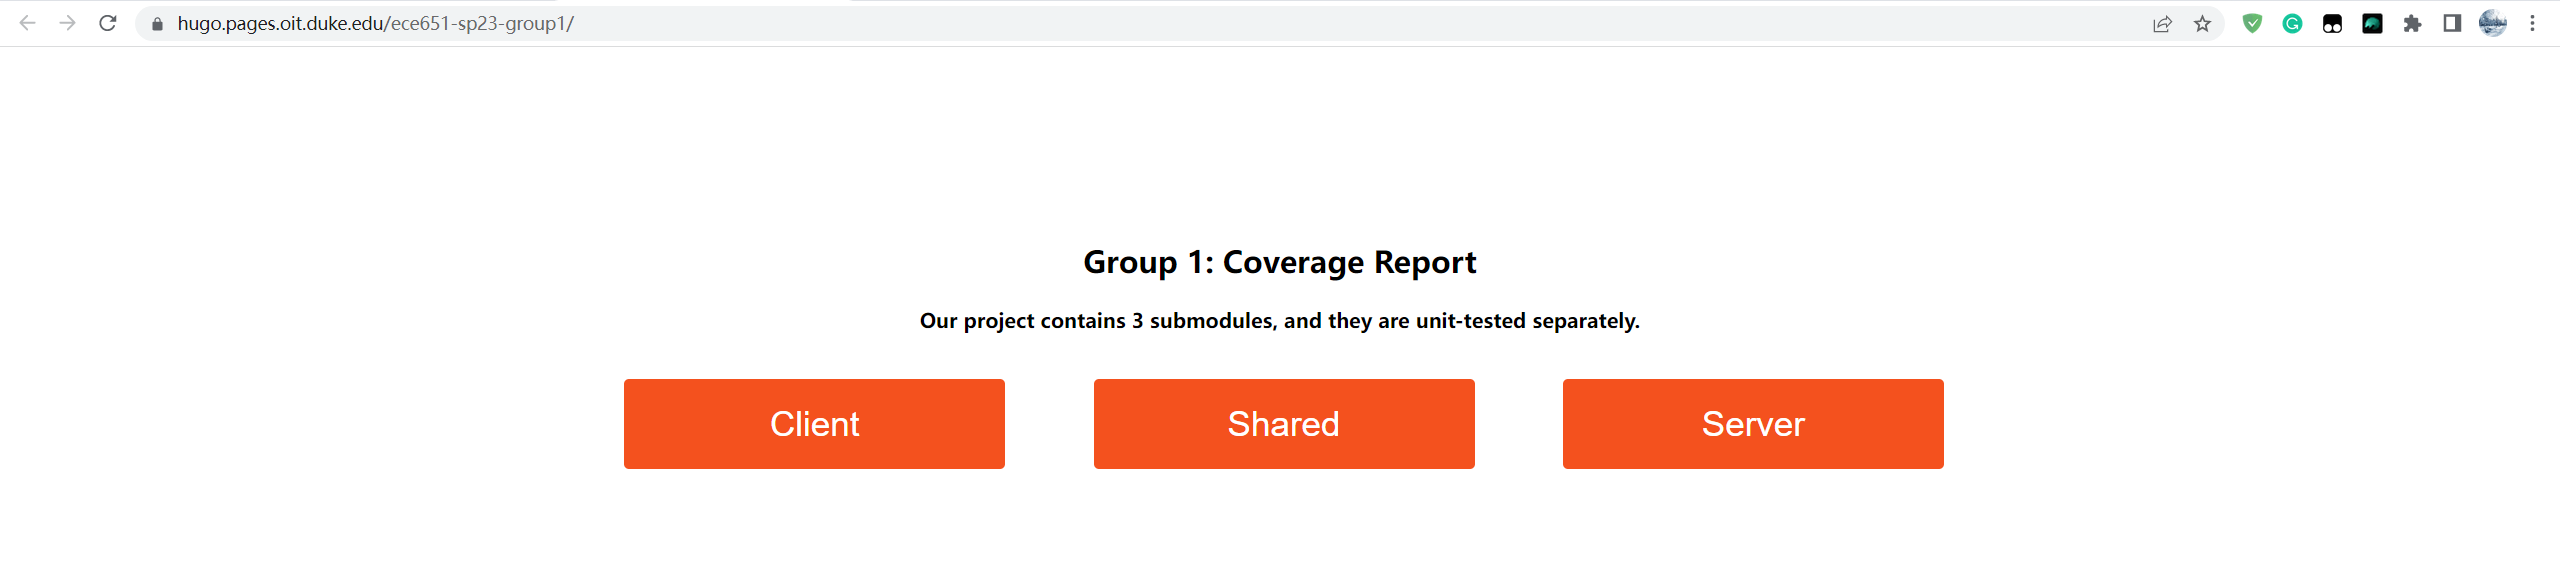 hugo.pages.oit.duke.edu/ece651-sp23-group1/
Group 1: Coverage Report
Our project contains 3 submodules, and they are unit-tested separately.
Client
Shared
Server